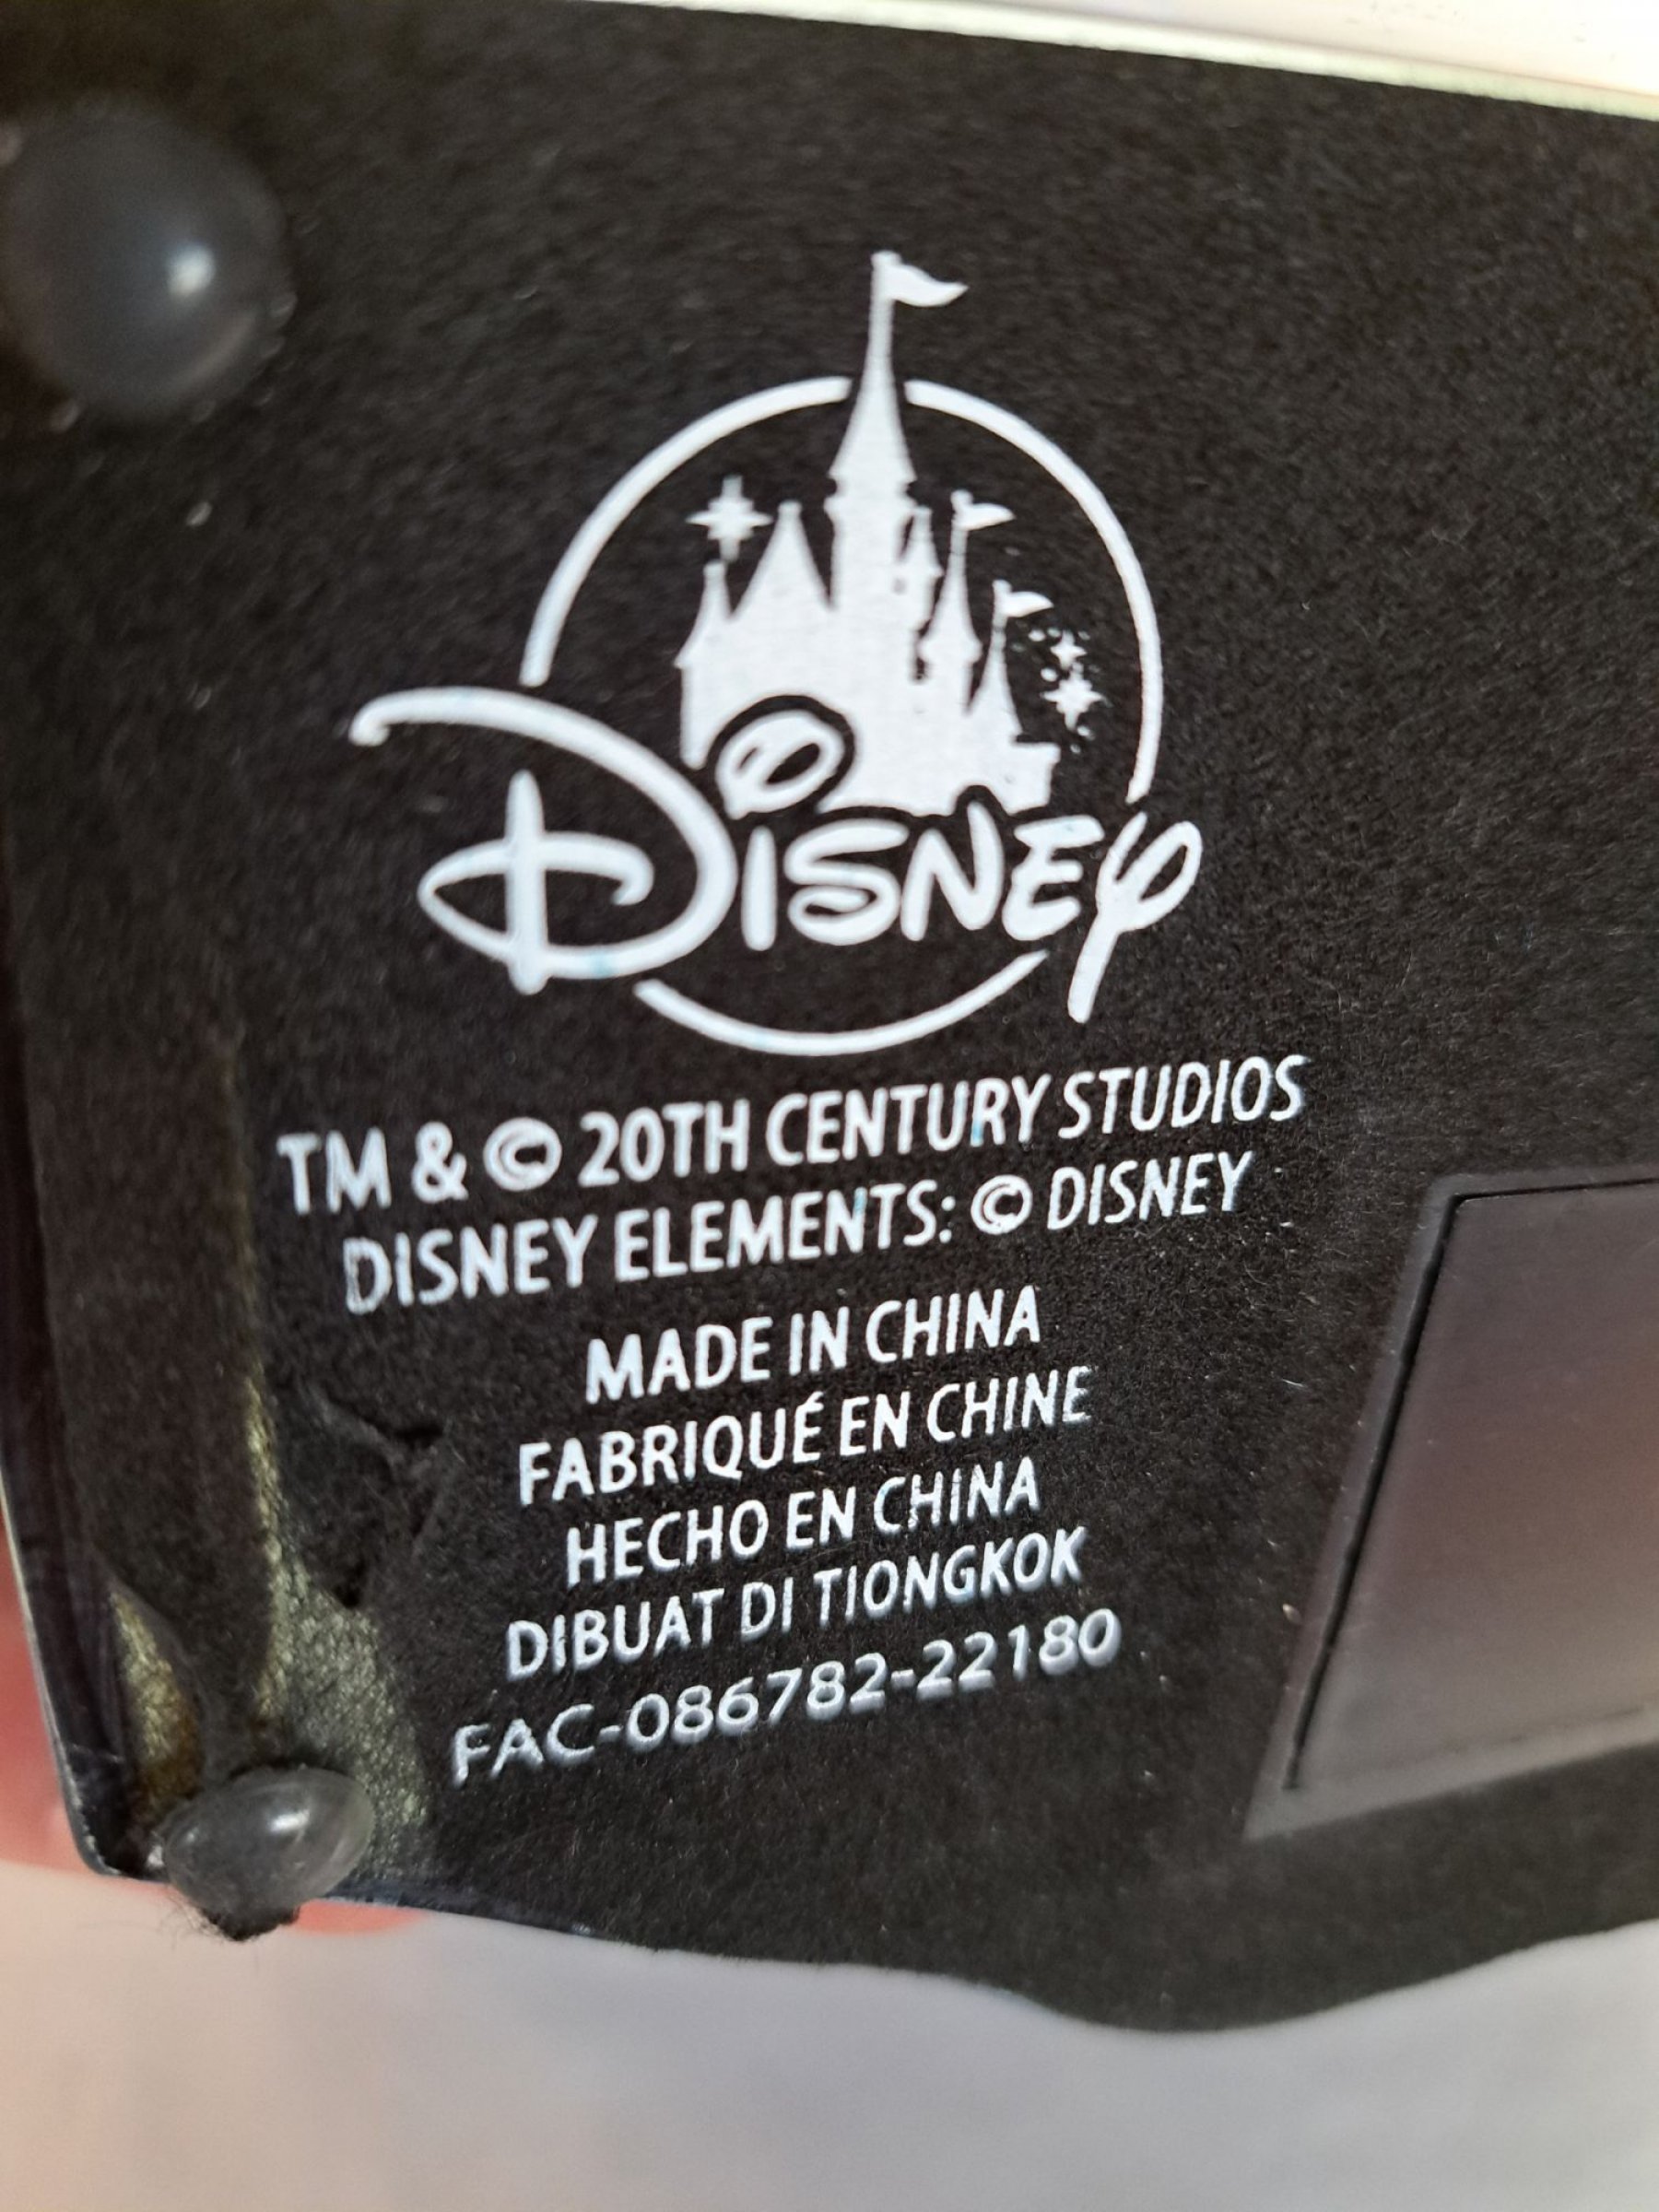 Disney
TM & © 20TH CENTURY STUDIOS
DISNEY ELEMENTS: © DISNEY
MADE IN CHINA
FABRIQUÉ EN CHINE
HECHO EN CHINA
DIBUAT DI TIONGKOK
FAC-086782-22180